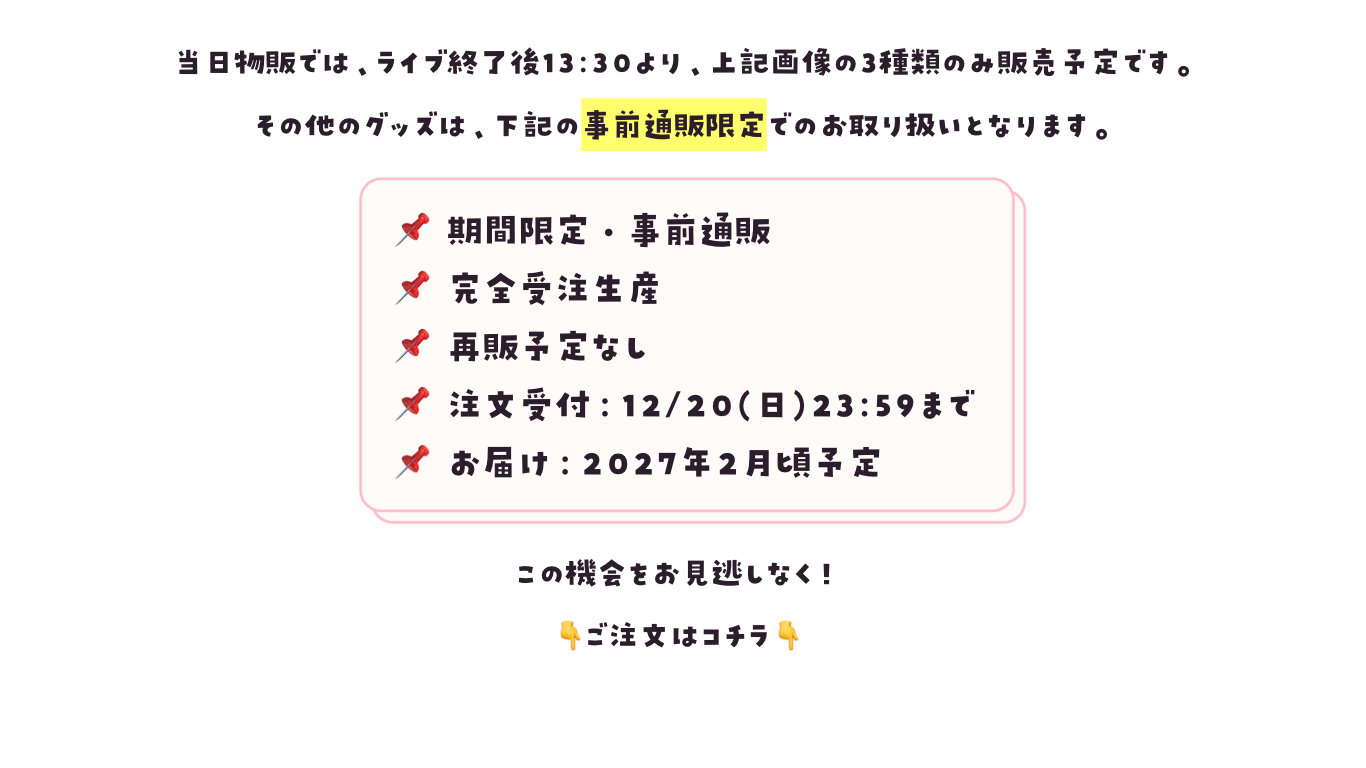 当日物販では、ライブ終了後13:30より、上記画像の3種類のみ販売予定です。
その他のグッズは、下記の事前通販限定でのお取り扱いとなります。
📌 期間限定・事前通販
📌 完全受注生産
📌 再販予定なし
📌 注文受付:12/20(日)23:59まで
📌 お届け:2027年2月頃予定
この機会をお見逃しなく!
👇ご注文はコチラ👇